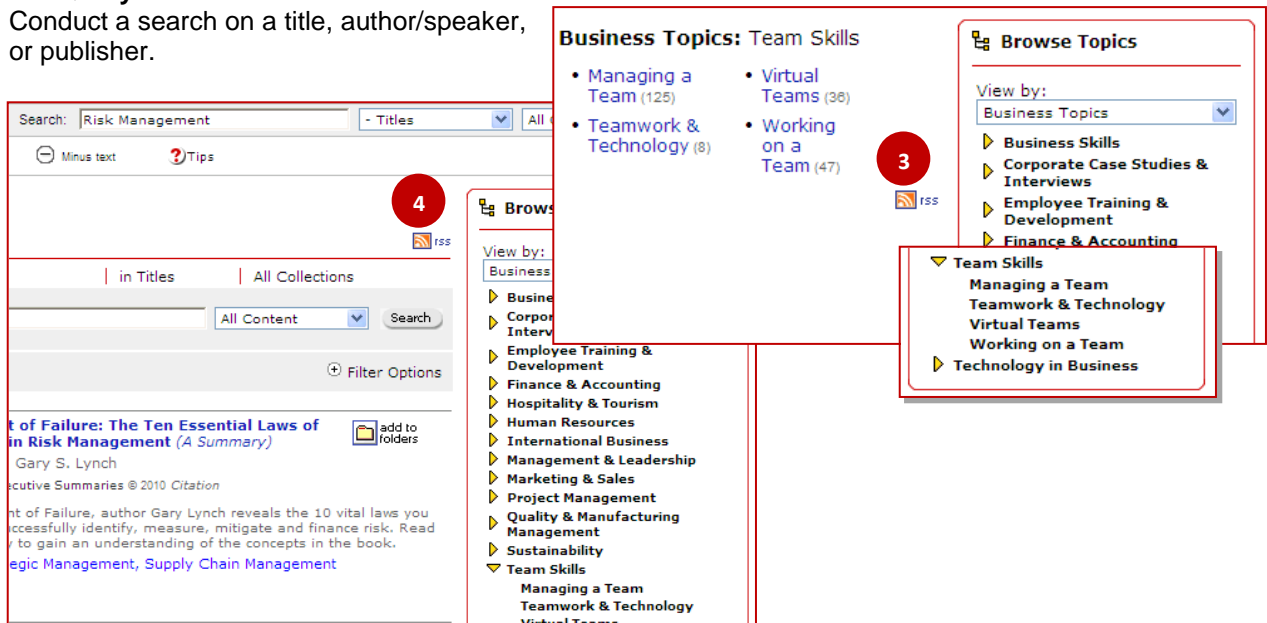 Conduct a search on a title, author/speaker,
or publisher.
Search: Risk Management - Titles All
Minus text Tips
4
rss
in Titles All Collections
All Content Search
Filter Options
t of Failure: The Ten Essential Laws of
in Risk Management (A Summary)
add to
folders
Gary S. Lynch
ecutive Summaries © 2010 Citation
nt of Failure, author Gary Lynch reveals the 10 vital laws you
ccessfully identify, measure, mitigate and finance risk. Read
y to gain an understanding of the concepts in the book.
egic Management, Supply Chain Management
Brows
View by:
Business
Busine
Corpor
Interv
Employee Training &
Development
Finance & Accounting
Hospitality & Tourism
Human Resources
International Business
Management & Leadership
Marketing & Sales
Project Management
Quality & Manufacturing
Management
Sustainability
Team Skills
Managing a Team
Teamwork & Technology
Virtual Teams
Business Topics: Team Skills
• Managing a
Team (125)
• Teamwork &
Technology (8)
• Virtual
Teams (36)
• Working
on a
Team (47)
3
rss
Browse Topics
View by:
Business Topics
Business Skills
Corporate Case Studies &
Interviews
Employee Training &
Development
Finance & Accounting
Team Skills
Managing a Team
Teamwork & Technology
Virtual Teams
Working on a Team
Technology in Business